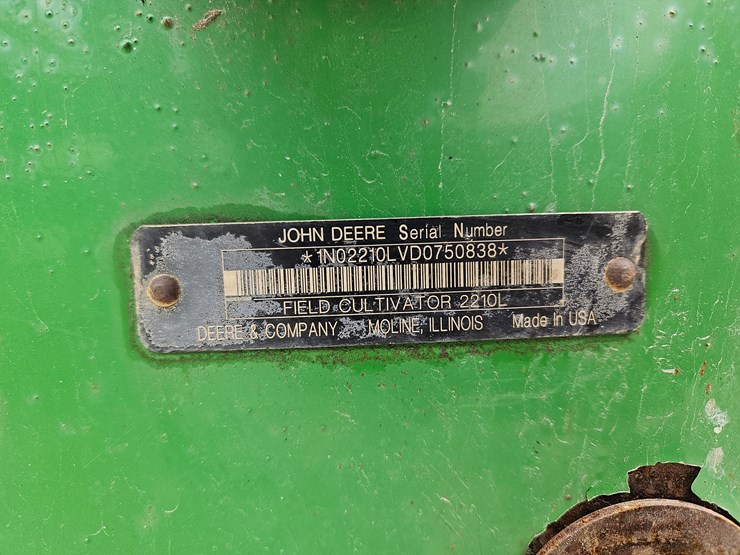 JOHN DEERE Serial Number
*1N02210LVD0750838*
FIELD CULTIVATOR 2210L
DEERE & COMPANY MOLINE, ILLINOIS Made In USA